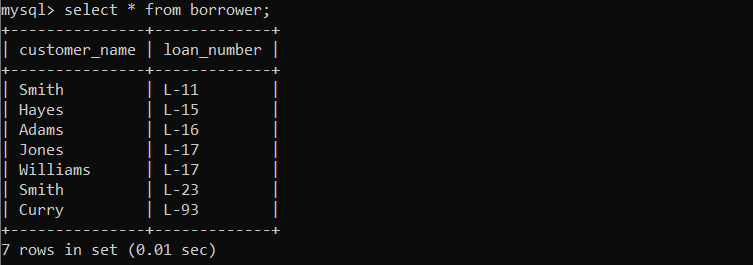 mysql> select * from borrower;
+---------------+-------------+
| customer_name | loan_number |
+---------------+-------------+
| Smith         | L-11        |
| Hayes         | L-15        |
| Adams         | L-16        |
| Jones         | L-17        |
| Williams      | L-17        |
| Smith         | L-23        |
| Curry         | L-93        |
+---------------+-------------+
7 rows in set (0.01 sec)